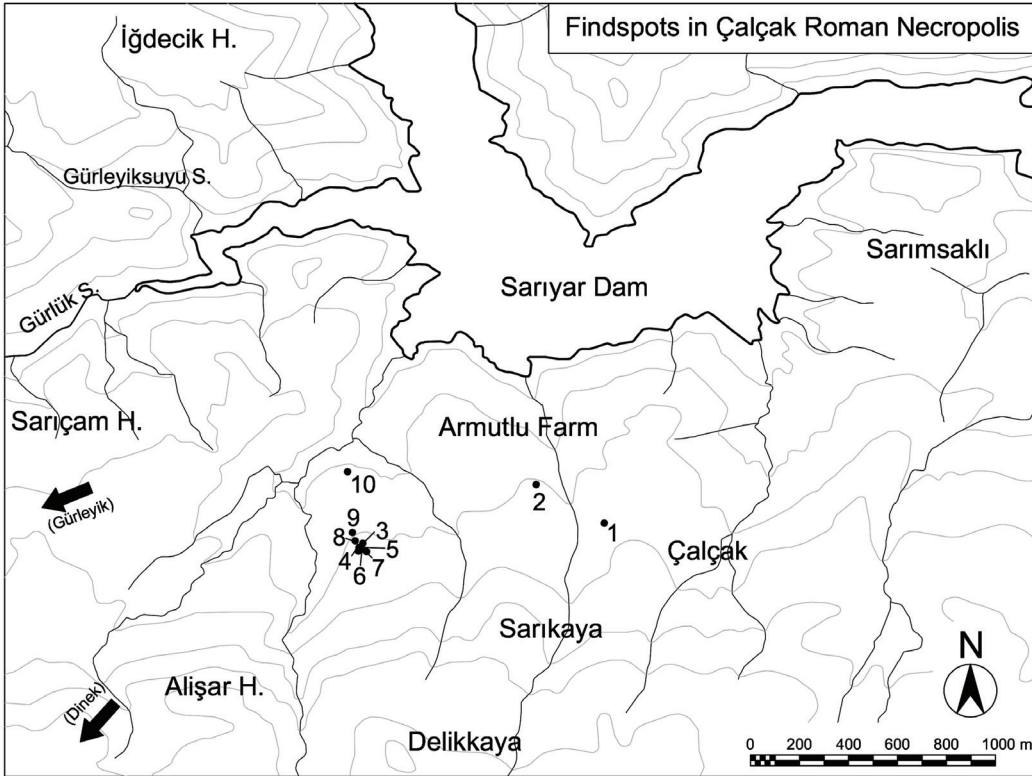 Findspots in Çalçak Roman Necropolis
İğdecik H.
Gürleyiksuyu S.
Sarımsaklı
Sarıyar Dam
Gürlük S.
Sarıçam H.
Armutlu Farm
(Gürleyik)
10
2
1
9
3
8
5
4
6
7
Çalçak
Sarıkaya
Alişar H.
(Dinek)
Delikkaya
N
0 200 400 600 800 1000 m